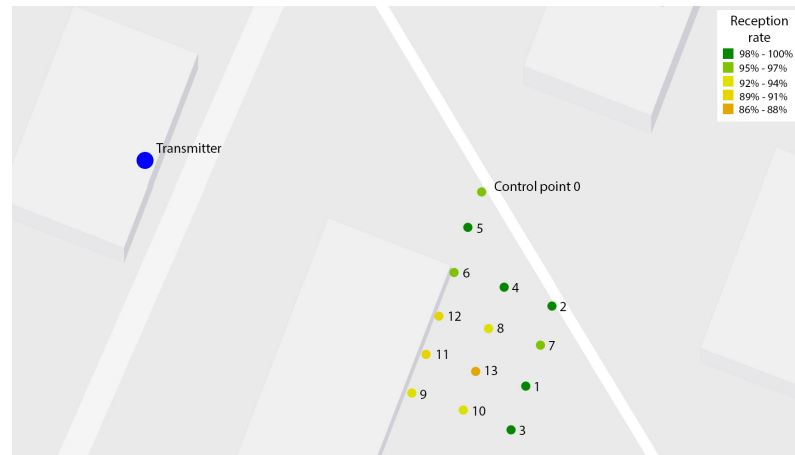 Reception
rate
98% - 100%
95% - 97%
92% - 94%
89% - 91%
86% - 88%
Transmitter
Control point 0
5
6
4
2
12
8
7
11
13
1
9
10
3